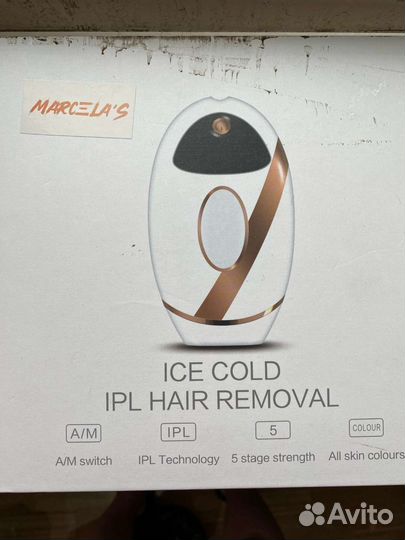 MARCELA'S
ICE COLD
IPL HAIR REMOVAL
A/M IPL 5 COLOUR
A/M switch IPL Technology 5 stage strength All skin colours
Avito